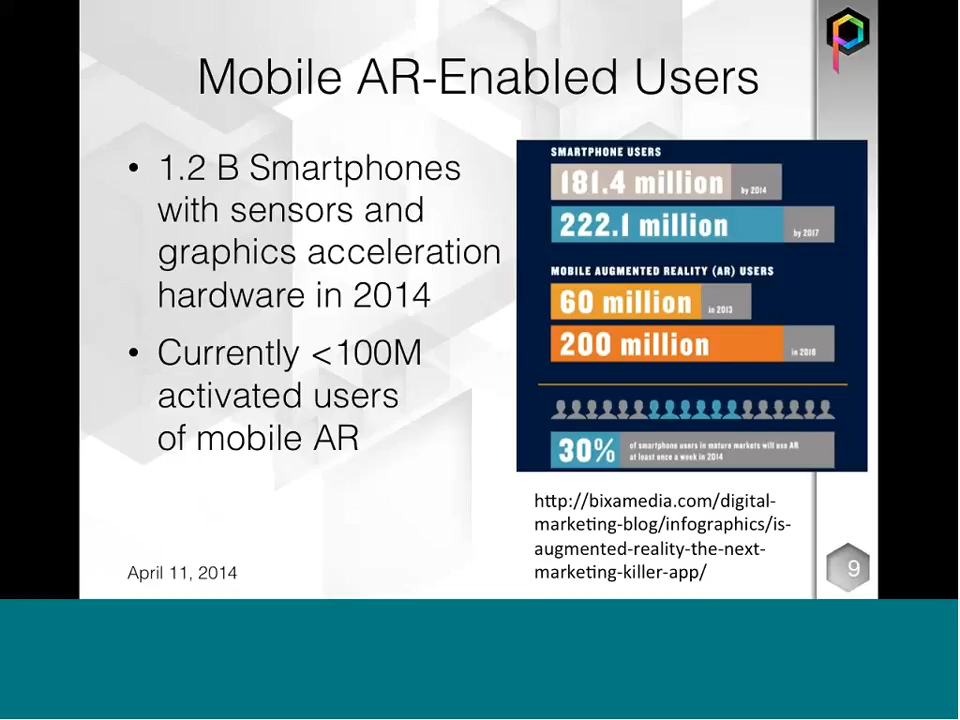 Mobile AR-Enabled Users
• 1.2 B Smartphones
with sensors and
graphics acceleration
hardware in 2014
• Currently <100M
activated users
of mobile AR
April 11, 2014
SMARTPHONE USERS
181.4 million by 2014
222.1 million by 2017
MOBILE AUGMENTED REALITY (AR) USERS
60 million in 2013
200 million in 2018
30% of smartphone users in mature markets will use AR
at least once a week in 2014
http://bixamedia.com/digital-
marketing-blog/infographics/is-
augmented-reality-the-next-
marketing-killer-app/
9